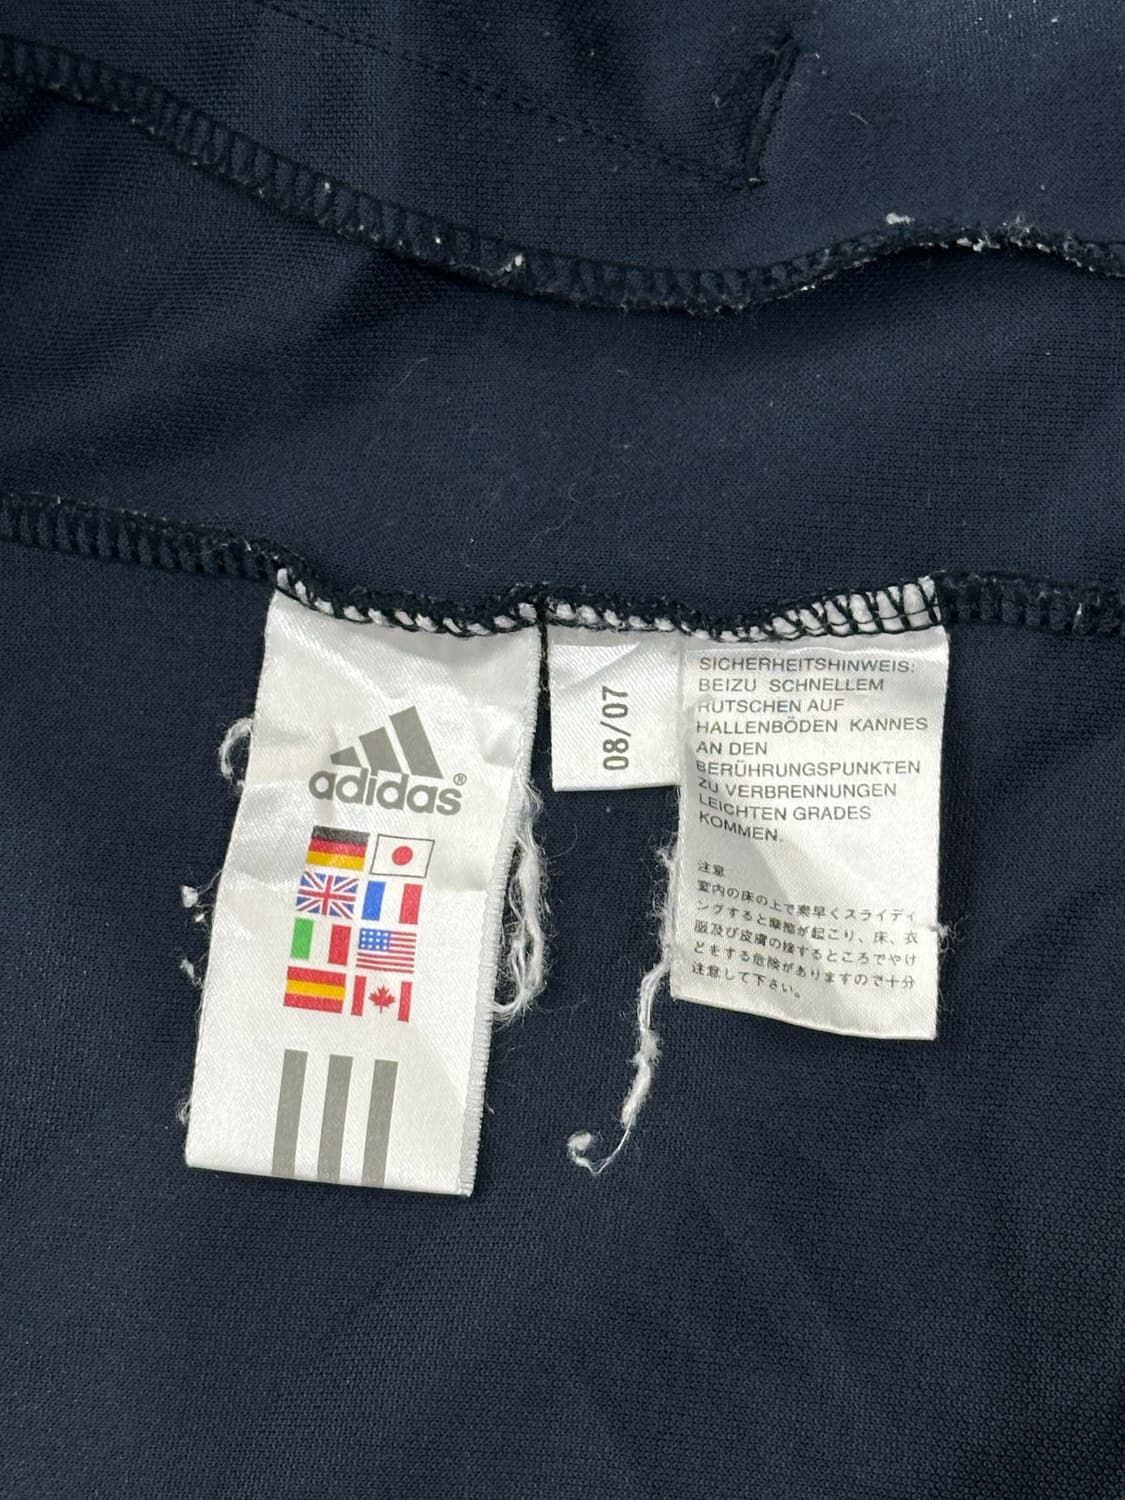 adidas®
08/07
SICHERHEITSHINWEIS:
BEIZU SCHNELLEM
RUTSCHEN AUF
HALLENBÖDEN KANNES
AN DEN
BERÜHRUNGSPUNKTEN
ZU VERBRENNUNGEN
LEICHTEN GRADES
KOMMEN.
注意
室内の床の上で素早くスライディ
ングすると摩擦が起こり、床、衣
服及び皮膚の接するところでやけ
どをする危険がありますので十分
注意して下さい。